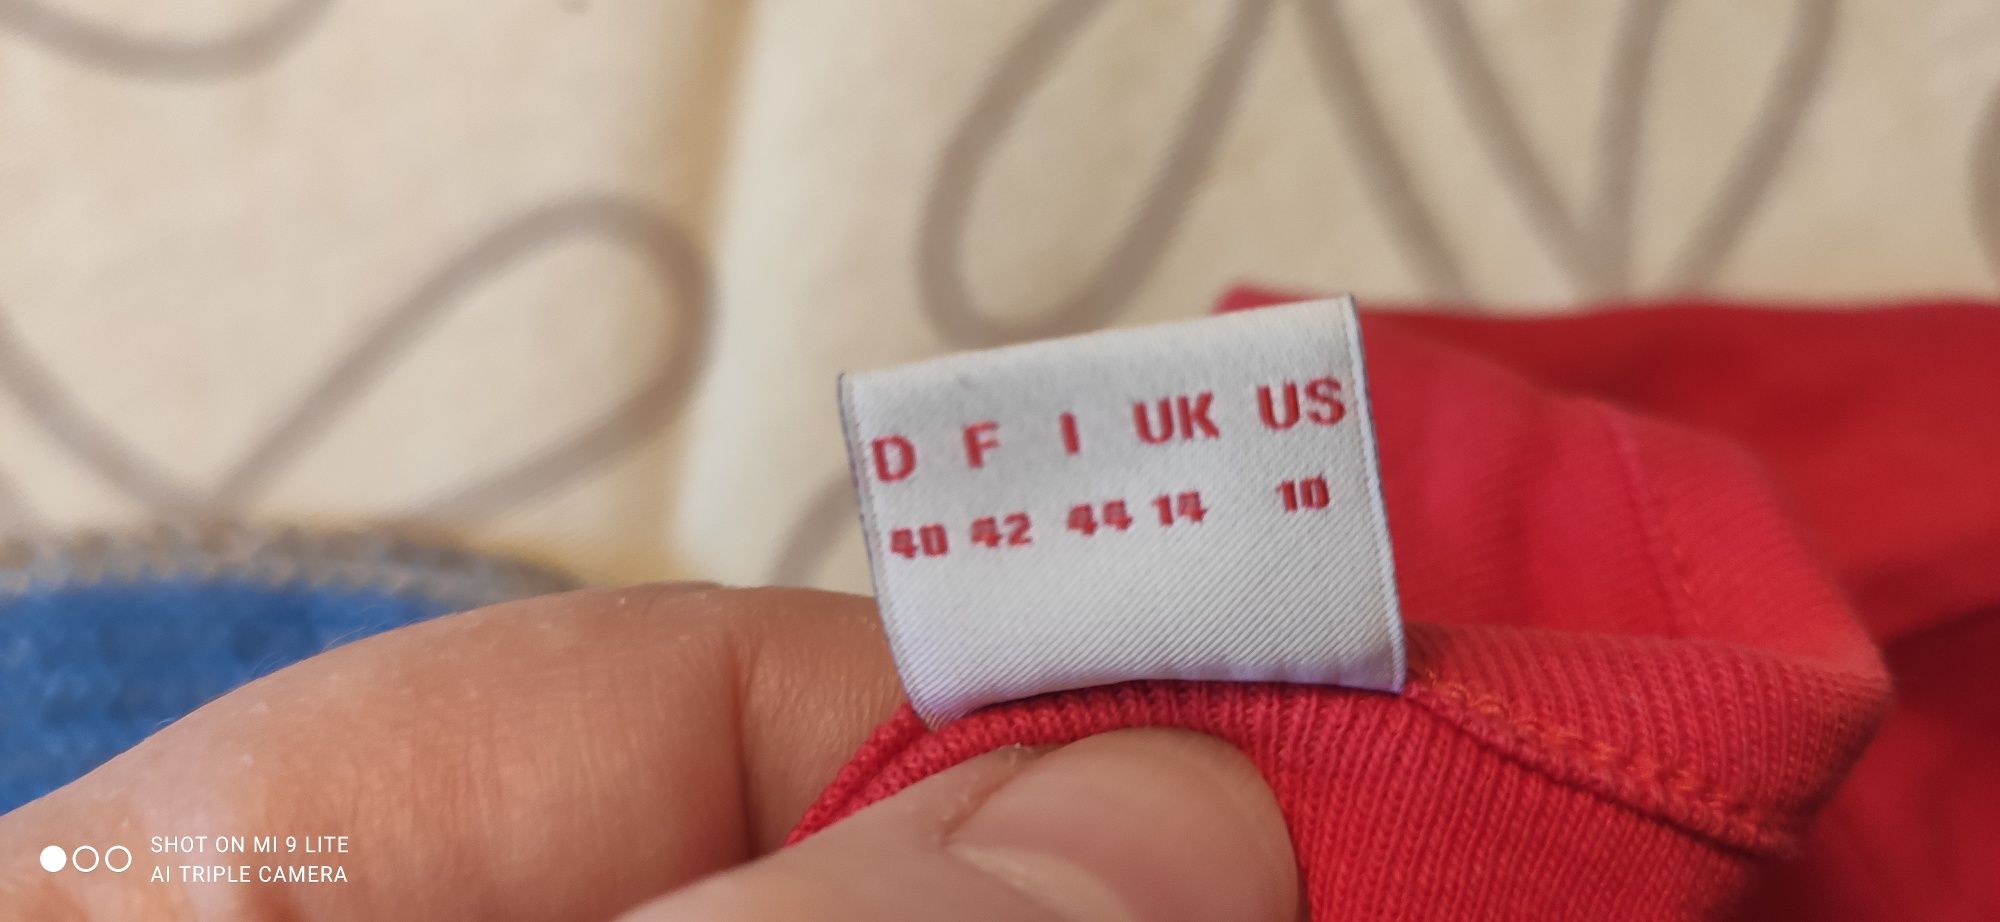 D F I UK US
40 42 44 14 10
SHOT ON MI 9 LITE
AI TRIPLE CAMERA